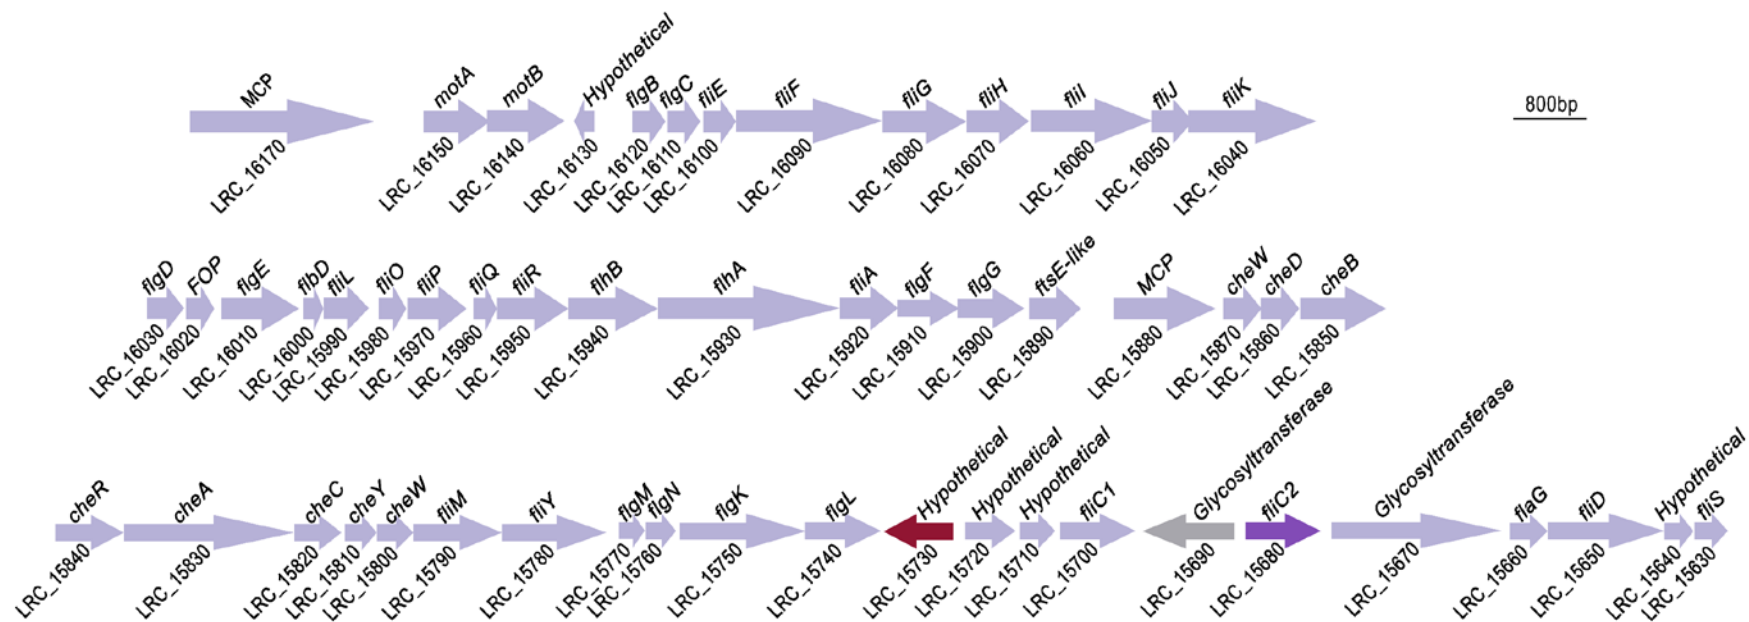 MCP motA motB Hypothetical flgB flgC fliE fliF fliG fliH fliI fliJ fliK
800bp
LRC_16170 LRC_16150 LRC_16140 LRC_16130 LRC_16120 LRC_16110 LRC_16100 LRC_16090 LRC_16080 LRC_16070 LRC_16060 LRC_16050 LRC_16040
flgD FOP flgE flbD fliL fliO fliP fliQ fliR flhB flhA fliA flgF flgG ftsE-like MCP cheW cheD cheB
LRC_16030 LRC_16020 LRC_16010 LRC_16000 LRC_15990 LRC_15980 LRC_15970 LRC_15960 LRC_15950 LRC_15940 LRC_15930 LRC_15920 LRC_15910 LRC_15900 LRC_15890 LRC_15880 LRC_15870 LRC_15860 LRC_15850
cheR cheA cheC cheY cheW fliM fliY flgM flgN flgK flgL Hypothetical Hypothetical Hypothetical fliC1 Glycosyltransferase fliC2 Glycosyltransferase flaG fliD Hypothetical fliS
LRC_15840 LRC_15830 LRC_15820 LRC_15810 LRC_15800 LRC_15790 LRC_15780 LRC_15770 LRC_15760 LRC_15750 LRC_15740 LRC_15730 LRC_15720 LRC_15710 LRC_15700 LRC_15690 LRC_15680 LRC_15670 LRC_15660 LRC_15650 LRC_15640 LRC_15630